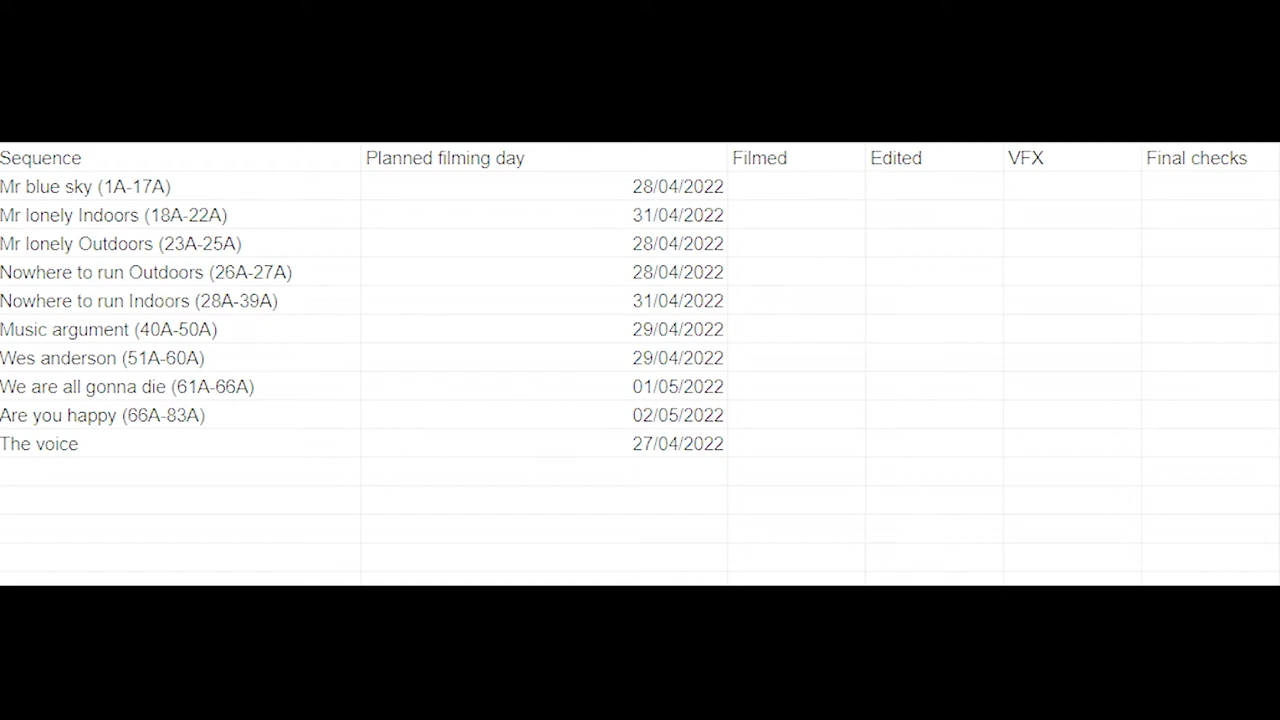 Sequence Planned filming day Filmed Edited VFX Final checks
Mr blue sky (1A-17A) 28/04/2022
Mr lonely Indoors (18A-22A) 31/04/2022
Mr lonely Outdoors (23A-25A) 28/04/2022
Nowhere to run Outdoors (26A-27A) 28/04/2022
Nowhere to run Indoors (28A-39A) 31/04/2022
Music argument (40A-50A) 29/04/2022
Wes anderson (51A-60A) 29/04/2022
We are all gonna die (61A-66A) 01/05/2022
Are you happy (66A-83A) 02/05/2022
The voice 27/04/2022